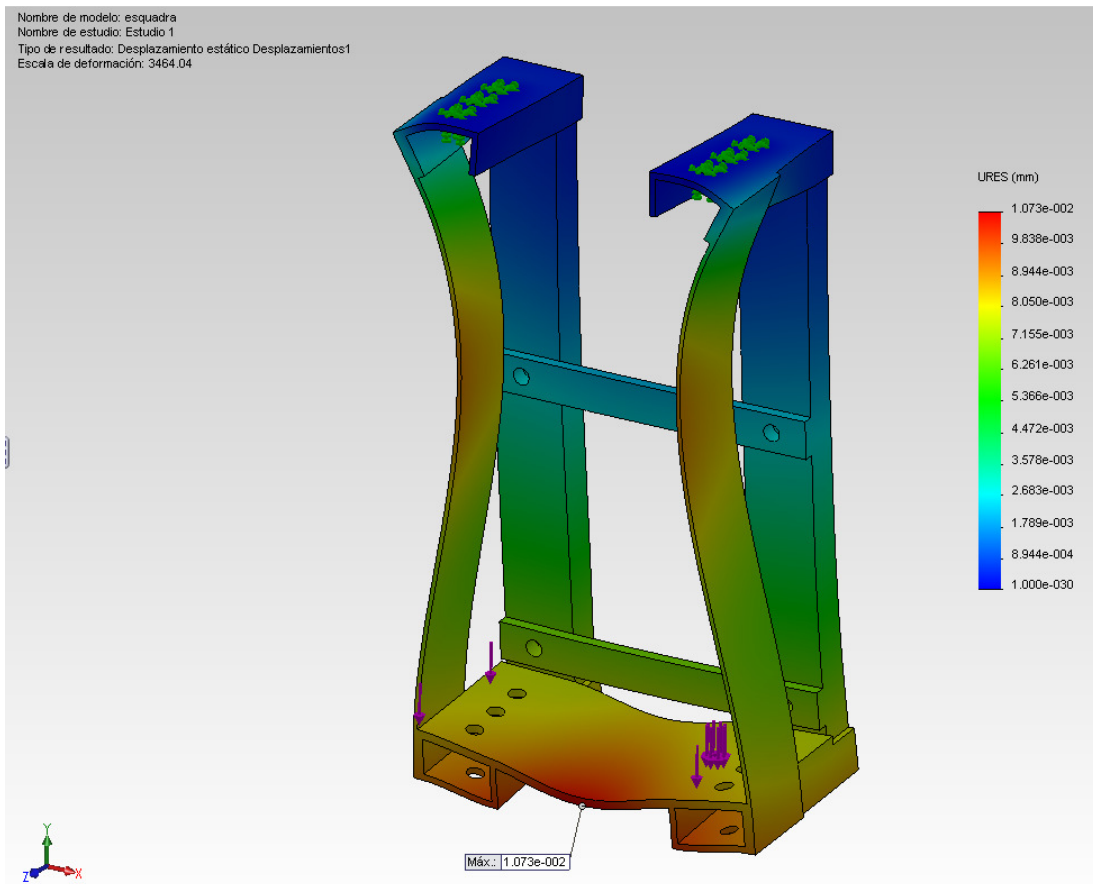 Nombre de modelo: esquadra
Nombre de estudio: Estudio 1
Tipo de resultado: Desplazamiento estático Desplazamientos1
Escala de deformación: 3464.04
URES (mm)
1.073e-002
9.838e-003
8.944e-003
8.050e-003
7.155e-003
6.261e-003
5.366e-003
4.472e-003
3.578e-003
2.683e-003
1.789e-003
8.944e-004
1.000e-030
Máx.: 1.073e-002
Y
Z
X